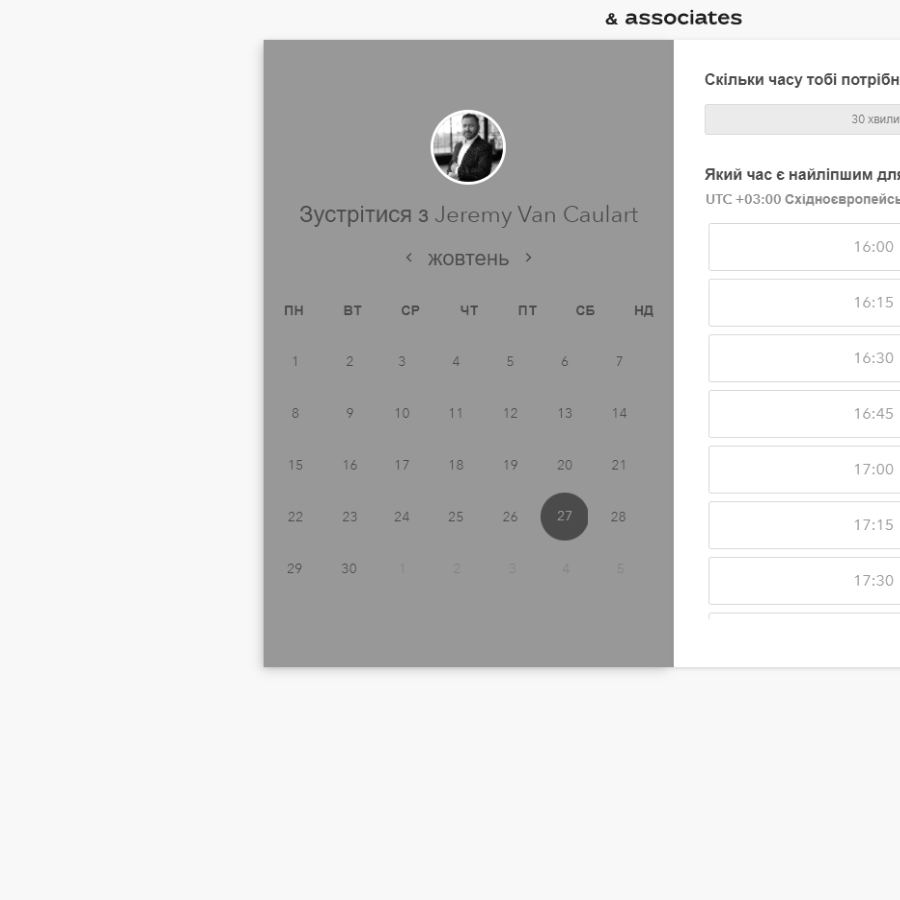 & associates
Зустрітися з Jeremy Van Caulart
‹ жовтень ›
ПН ВТ СР ЧТ ПТ СБ НД
1 2 3 4 5 6 7
8 9 10 11 12 13 14
15 16 17 18 19 20 21
22 23 24 25 26 27 28
29 30 1 2 3 4 5
Скільки часу тобі потрібн
30 хвили
Який час є найліпшим для
UTC +03:00 Східноєвропейсь
16:00
16:15
16:30
16:45
17:00
17:15
17:30